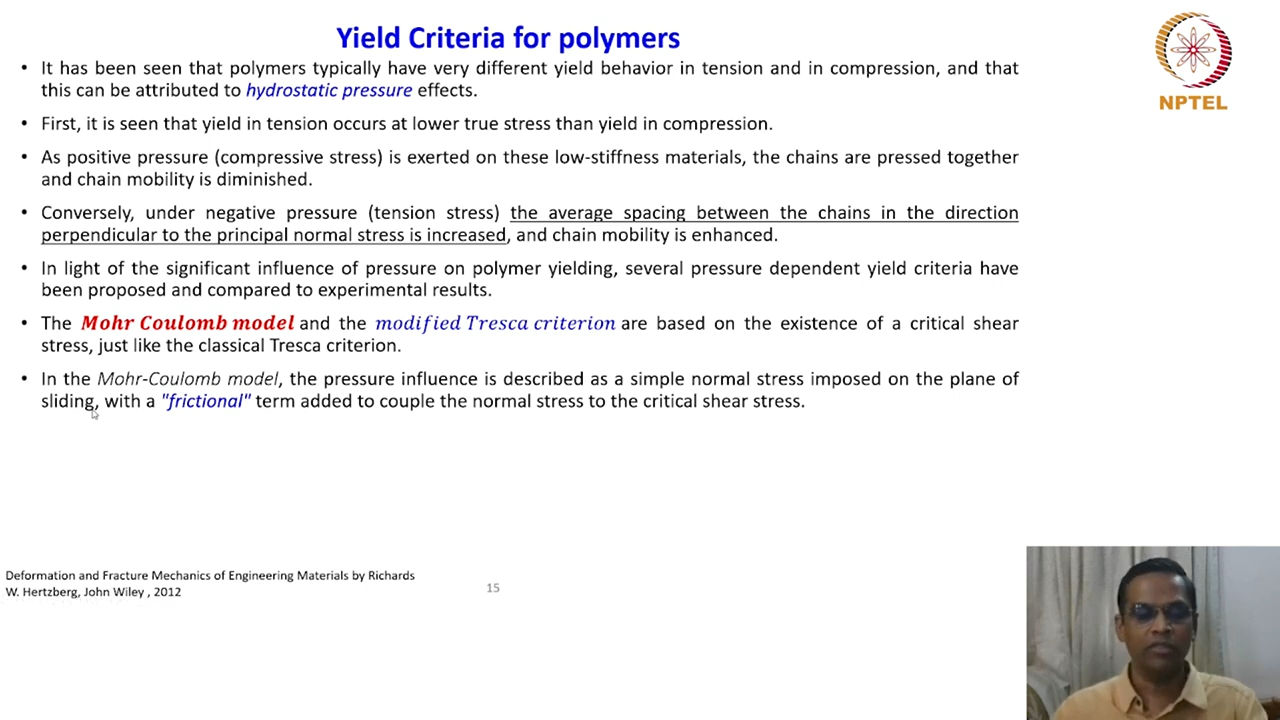 Yield Criteria for polymers
• It has been seen that polymers typically have very different yield behavior in tension and in compression, and that
this can be attributed to hydrostatic pressure effects.
• First, it is seen that yield in tension occurs at lower true stress than yield in compression.
• As positive pressure (compressive stress) is exerted on these low-stiffness materials, the chains are pressed together
and chain mobility is diminished.
• Conversely, under negative pressure (tension stress) the average spacing between the chains in the direction
perpendicular to the principal normal stress is increased, and chain mobility is enhanced.
• In light of the significant influence of pressure on polymer yielding, several pressure dependent yield criteria have
been proposed and compared to experimental results.
• The Mohr Coulomb model and the modified Tresca criterion are based on the existence of a critical shear
stress, just like the classical Tresca criterion.
• In the Mohr-Coulomb model, the pressure influence is described as a simple normal stress imposed on the plane of
sliding, with a "frictional" term added to couple the normal stress to the critical shear stress.
NPTEL
Deformation and Fracture Mechanics of Engineering Materials by Richards
W. Hertzberg, John Wiley , 2012
15